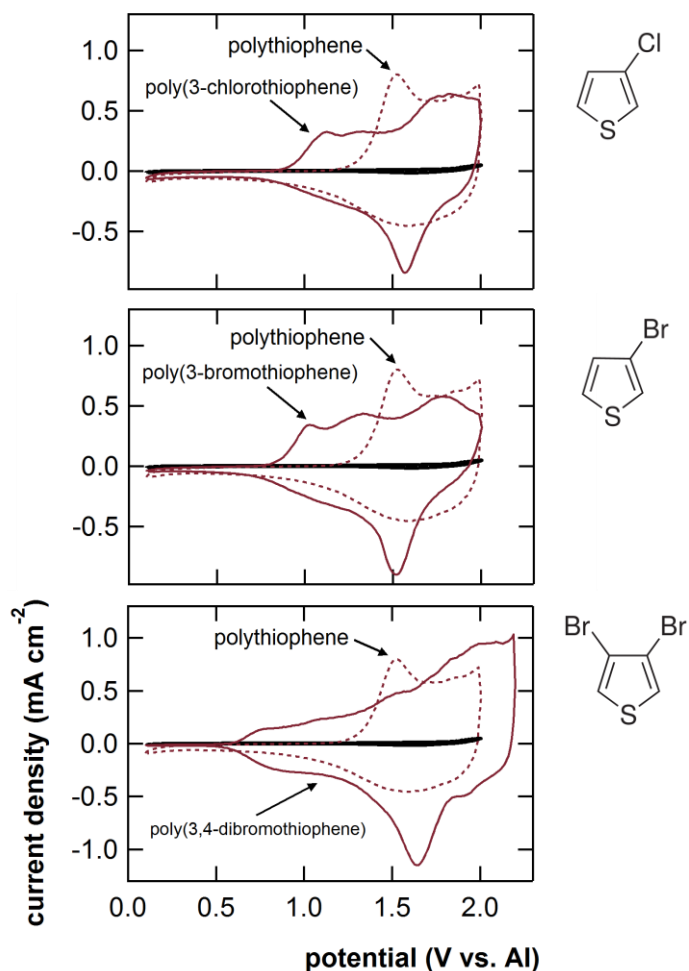 1.0
polythiophene
Cl
poly(3-chlorothiophene)
0.5
0.0
S
-0.5
1.0
polythiophene
Br
poly(3-bromothiophene)
0.5
0.0
S
-0.5
Br Br
1.0
polythiophene
0.5
S
0.0
-0.5
poly(3,4-dibromothiophene)
-1.0
0.0 0.5 1.0 1.5 2.0
current density (mA cm⁻²)
potential (V vs. Al)